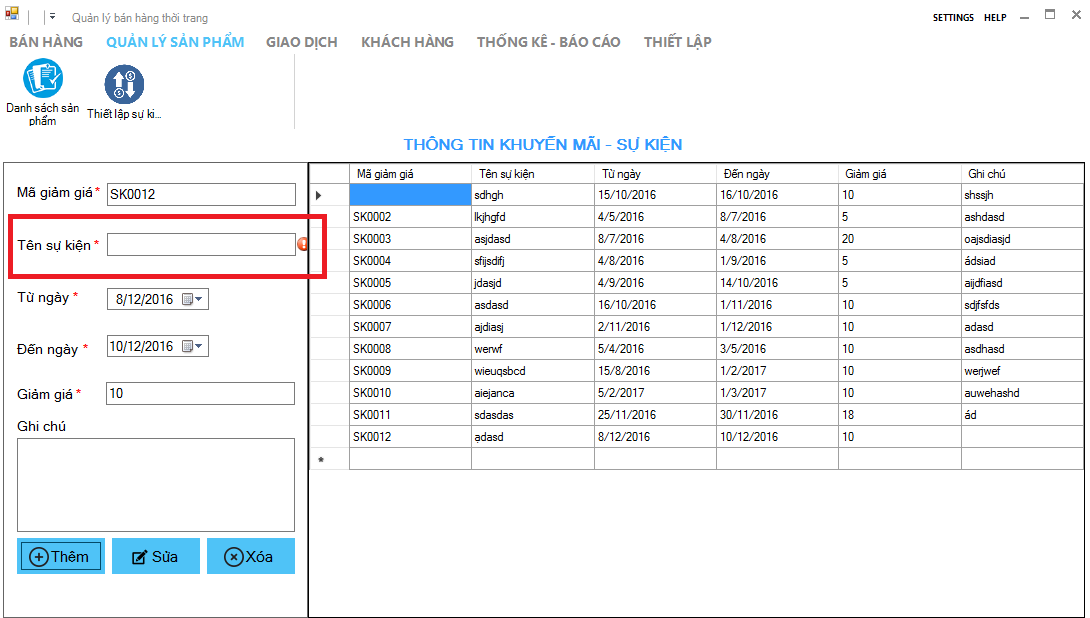 Quản lý bán hàng thời trang
SETTINGS HELP
BÁN HÀNG QUẢN LÝ SẢN PHẨM GIAO DỊCH KHÁCH HÀNG THỐNG KÊ - BÁO CÁO THIẾT LẬP
Danh sách sản
phẩm
Thiết lập sự ki...
THÔNG TIN KHUYẾN MÃI - SỰ KIỆN
Mã giảm giá* SK0012
Tên sự kiện *
Từ ngày * 8/12/2016
Đến ngày * 10/12/2016
Giảm giá * 10
Ghi chú
Thêm Sửa Xóa
Mã giảm giá Tên sự kiện Từ ngày Đến ngày Giảm giá Ghi chú
sdhgh 15/10/2016 16/10/2016 10 shssjh
SK0002 lkjhgfd 4/5/2016 8/7/2016 5 ashdasd
SK0003 asjdasd 8/7/2016 4/8/2016 20 oajsdiasjd
SK0004 sfijsdifj 4/8/2016 1/9/2016 5 ádsiad
SK0005 jdasjd 4/9/2016 14/10/2016 5 aijdfiasd
SK0006 asdasd 16/10/2016 1/11/2016 10 sdjfsfds
SK0007 ajdiasj 2/11/2016 1/12/2016 10 adasd
SK0008 werwf 5/4/2016 3/5/2016 10 asdhasd
SK0009 wieuqsbcd 15/8/2016 1/2/2017 10 werjwef
SK0010 aiejanca 5/2/2017 1/3/2017 10 auwehashd
SK0011 sdasdas 25/11/2016 30/11/2016 18 ád
SK0012 ạdasd 8/12/2016 10/12/2016 10
*